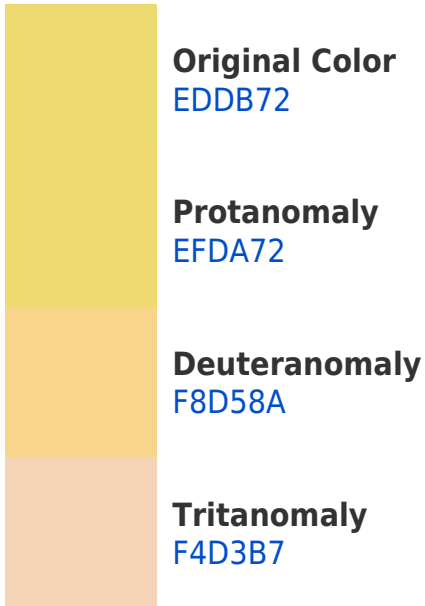 Original Color
EDDB72
Protanomaly
EFDA72
Deuteranomaly
F8D58A
Tritanomaly
F4D3B7